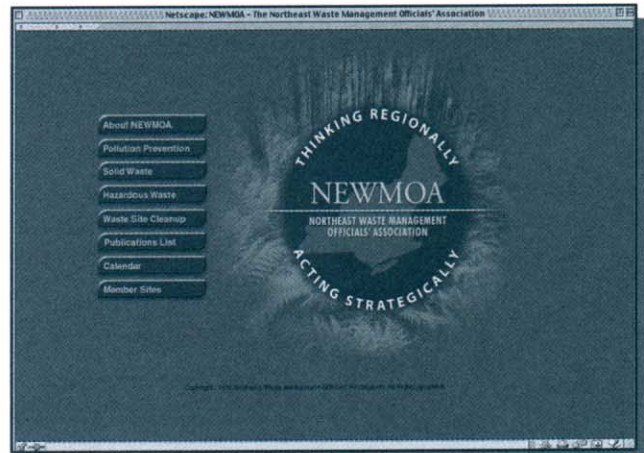 Netscape: NEWMOA - The Northeast Waste Management Officials' Association
About NEWMOA
Pollution Prevention
Solid Waste
Hazardous Waste
Waste Site Cleanup
Publications List
Calendar
Member Sites
THINKING REGIONALLY
NEWMOA
NORTHEAST WASTE MANAGEMENT
OFFICIALS' ASSOCIATION
ACTING STRATEGICALLY